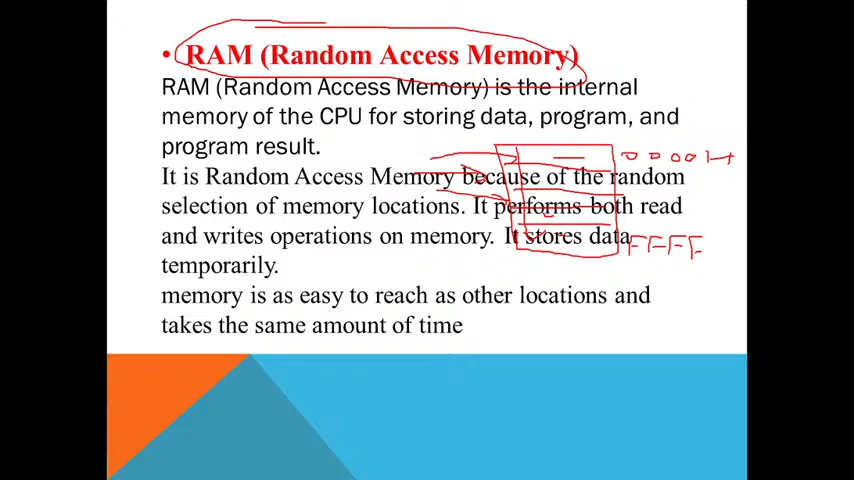 • RAM (Random Access Memory)
RAM (Random Access Memory) is the internal
memory of the CPU for storing data, program, and
program result.
It is Random Access Memory because of the random
selection of memory locations. It performs both read
and writes operations on memory. It stores data
temporarily.
memory is as easy to reach as other locations and
takes the same amount of time
FFFF